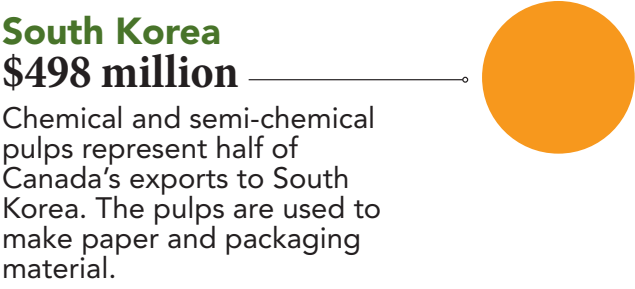 South Korea
$498 million
Chemical and semi-chemical
pulps represent half of
Canada’s exports to South
Korea. The pulps are used to
make paper and packaging
material.